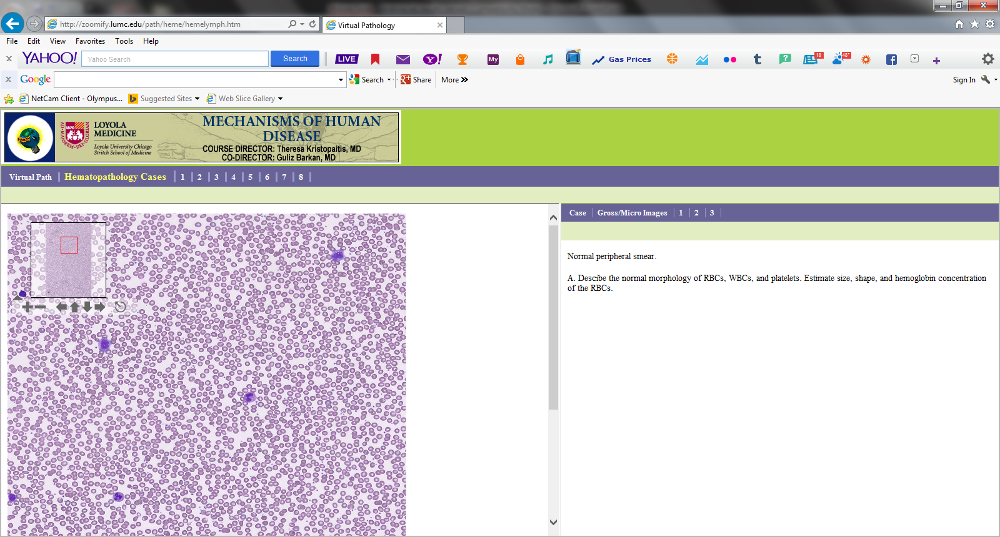 http://zoomify.lumc.edu/path/heme/hemelymph.htm
Virtual Pathology
File Edit View Favorites Tools Help
YAHOO! Yahoo Search Search LIVE Y! My Gas Prices 10 48°
Google Search Share More Sign In
NetCam Client - Olympus... Suggested Sites Web Slice Gallery
LOYOLA
MEDICINE
Loyola University Chicago
Stritch School of Medicine
1870
MECHANISMS OF HUMAN
DISEASE
COURSE DIRECTOR: Theresa Kristopaitis, MD
CO-DIRECTOR: Guliz Barkan, MD
Virtual Path Hematopathology Cases 1 2 3 4 5 6 7 8
Case Gross/Micro Images 1 2 3
Normal peripheral smear.
A. Descibe the normal morphology of RBCs, WBCs, and platelets. Estimate size, shape, and hemoglobin concentration
of the RBCs.